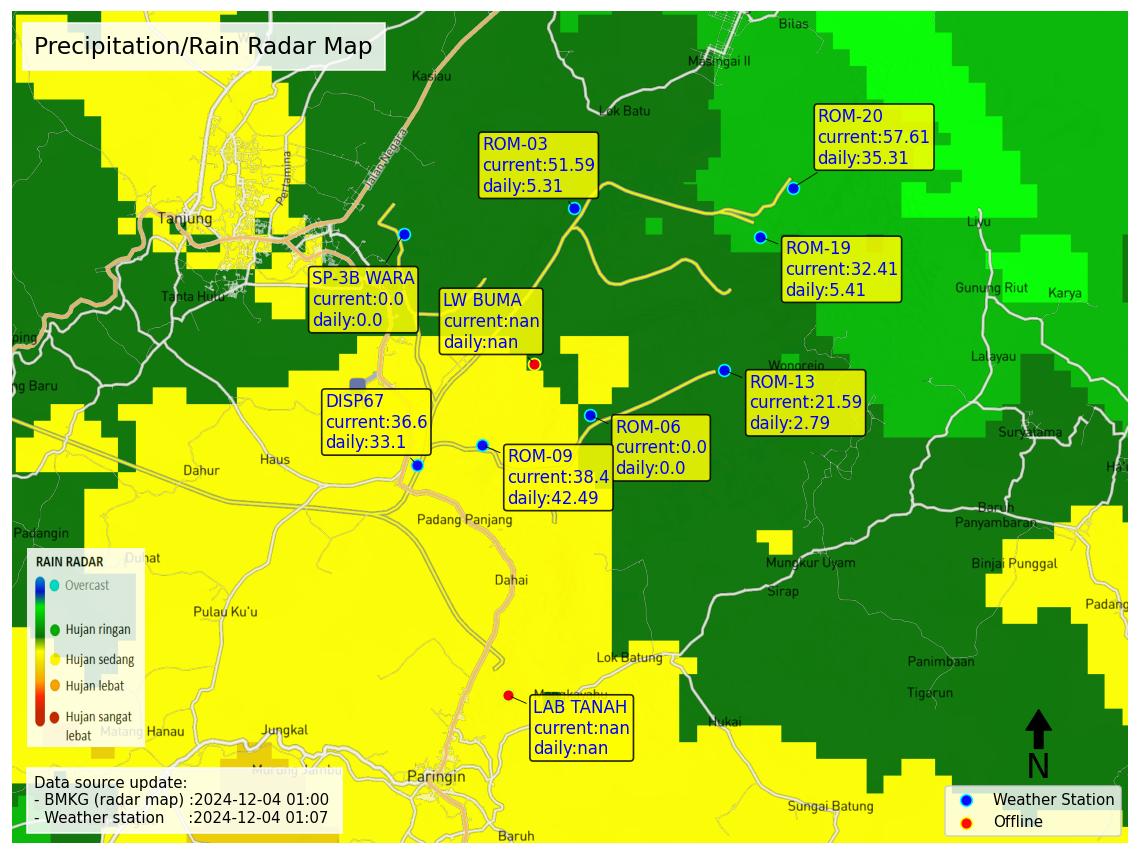 Precipitation/Rain Radar Map
Bilas
Masingai II
Kasiau
Lok Batu
Jalan Negara
Pertamina
Tanjung
Tanta Hulu
ROM-03
current:51.59
daily:5.31
ROM-20
current:57.61
daily:35.31
Liyu
ROM-19
current:32.41
daily:5.41
SP-3B WARA
current:0.0
daily:0.0
LW BUMA
current:nan
daily:nan
Gunung Riut
Karya
Lalayau
ping
ng Baru
Wonorejo
ROM-13
current:21.59
daily:2.79
DISP67
current:36.6
daily:33.1
ROM-06
current:0.0
daily:0.0
ROM-09
current:38.4
daily:42.49
Suryatama
Haus
Dahur
Padangin
Padang Panjang
Baruh
Panyambaran
Mungkur Uyam
Binjai Punggal
Sirap
Dahai
Padang
Pulau Ku'u
RAIN RADAR
Overcast
Hujan ringan
Hujan sedang
Hujan lebat
Hujan sangat
lebat
Lok Batung
Panimbaan
Tigarun
Hukai
LAB TANAH
current:nan
daily:nan
Jungkal
Murung Jambu
Paringin
Baruh
Sungai Batung
N
Data source update:
- BMKG (radar map) :2024-12-04 01:00
- Weather station :2024-12-04 01:07
Weather Station
Offline